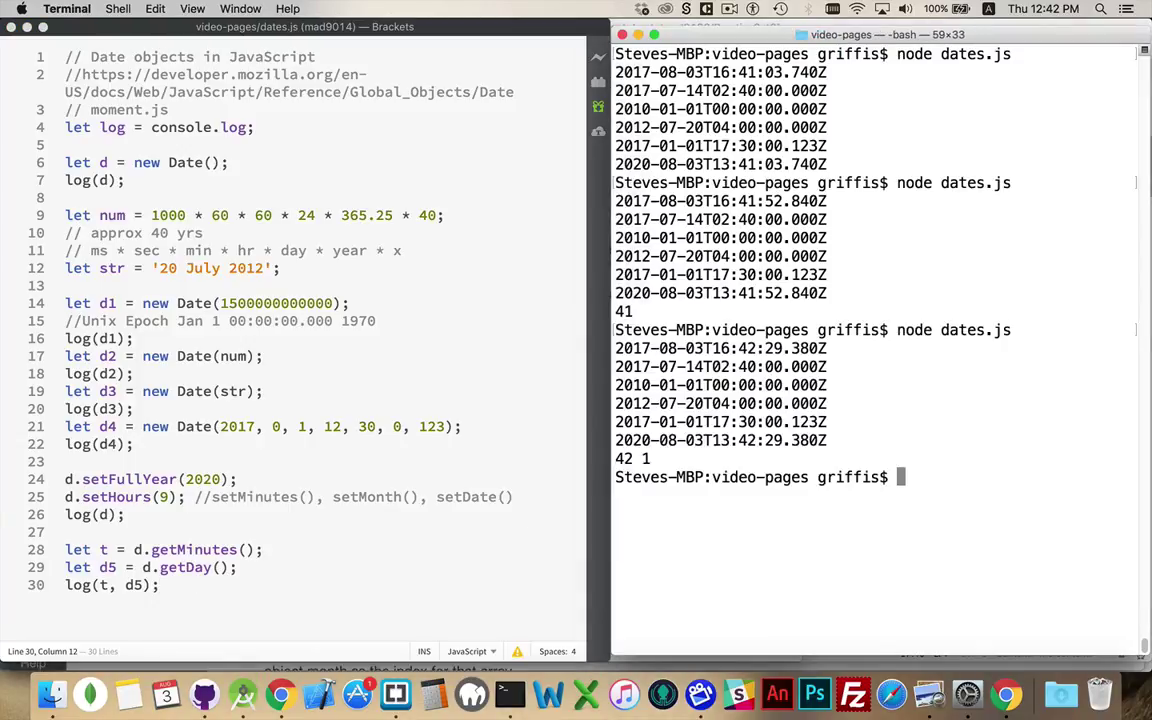 Terminal Shell Edit View Window Help 100% Thu 12:42 PM
video-pages/dates.js (mad9014) — Brackets
1 // Date objects in JavaScript
2 //https://developer.mozilla.org/en-
US/docs/Web/JavaScript/Reference/Global_Objects/Date
3 // moment.js
4 let log = console.log;
5
6 let d = new Date();
7 log(d);
8
9 let num = 1000 * 60 * 60 * 24 * 365.25 * 40;
10 // approx 40 yrs
11 // ms * sec * min * hr * day * year * x
12 let str = '20 July 2012';
13
14 let d1 = new Date(1500000000000);
15 //Unix Epoch Jan 1 00:00:00.000 1970
16 log(d1);
17 let d2 = new Date(num);
18 log(d2);
19 let d3 = new Date(str);
20 log(d3);
21 let d4 = new Date(2017, 0, 1, 12, 30, 0, 123);
22 log(d4);
23
24 d.setFullYear(2020);
25 d.setHours(9); //setMinutes(), setMonth(), setDate()
26 log(d);
27
28 let t = d.getMinutes();
29 let d5 = d.getDay();
30 log(t, d5);
Line 30, Column 12 — 30 Lines INS JavaScript Spaces: 4
video-pages — -bash — 59×33
Steves-MBP:video-pages griffis$ node dates.js
2017-08-03T16:41:03.740Z
2017-07-14T02:40:00.000Z
2010-01-01T00:00:00.000Z
2012-07-20T04:00:00.000Z
2017-01-01T17:30:00.123Z
2020-08-03T13:41:03.740Z
Steves-MBP:video-pages griffis$ node dates.js
2017-08-03T16:41:52.840Z
2017-07-14T02:40:00.000Z
2010-01-01T00:00:00.000Z
2012-07-20T04:00:00.000Z
2017-01-01T17:30:00.123Z
2020-08-03T13:41:52.840Z
41
Steves-MBP:video-pages griffis$ node dates.js
2017-08-03T16:42:29.380Z
2017-07-14T02:40:00.000Z
2010-01-01T00:00:00.000Z
2012-07-20T04:00:00.000Z
2017-01-01T17:30:00.123Z
2020-08-03T13:42:29.380Z
42 1
Steves-MBP:video-pages griffis$
Help
object month as the index for that array
AUG
3
1
An
Ps
Fz